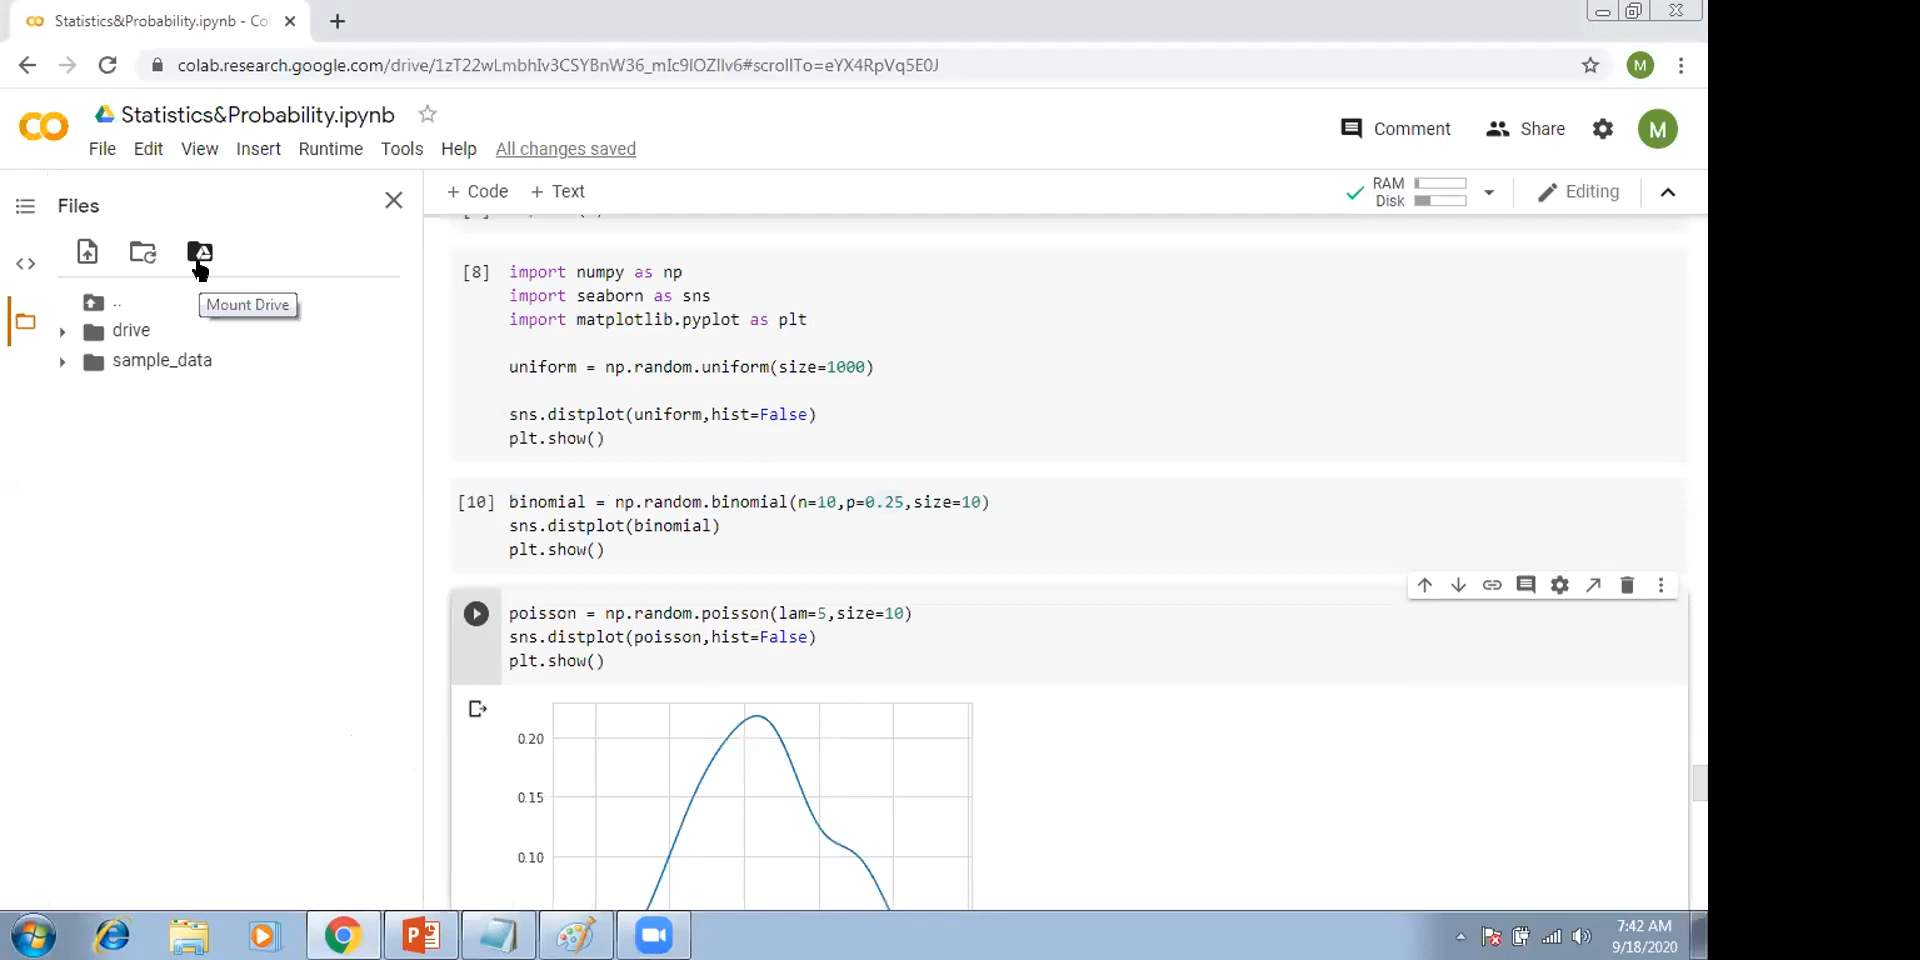 Statistics&Probability.ipynb - Co
colab.research.google.com/drive/1zT22wLmbhIv3CSYBnW36_mIc9lOZIlv6#scrollTo=eYX4RpVq5E0J
M
Statistics&Probability.ipynb
Comment
Share
M
File Edit View Insert Runtime Tools Help All changes saved
Files
+ Code + Text
RAM
Disk
Editing
Mount Drive
..
drive
sample_data
[8] import numpy as np
import seaborn as sns
import matplotlib.pyplot as plt
uniform = np.random.uniform(size=1000)
sns.distplot(uniform,hist=False)
plt.show()
[10] binomial = np.random.binomial(n=10,p=0.25,size=10)
sns.distplot(binomial)
plt.show()
poisson = np.random.poisson(lam=5,size=10)
sns.distplot(poisson,hist=False)
plt.show()
0.20
0.15
0.10
7:42 AM
9/18/2020